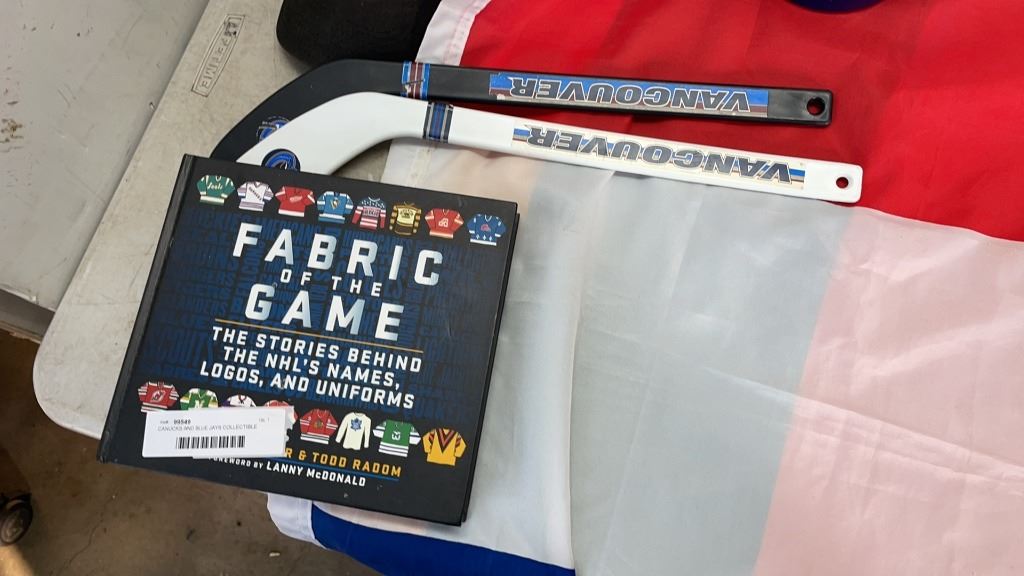 VANCOUVER
VANCOUVER
FABRIC
OF THE
GAME
THE STORIES BEHIND
THE NHL'S NAMES,
LOGOS, AND UNIFORMS
99549
CANUCKS AND BLUE JAYS COLLECTIBLE
& TODD RADOM
BY LANNY McDONALD